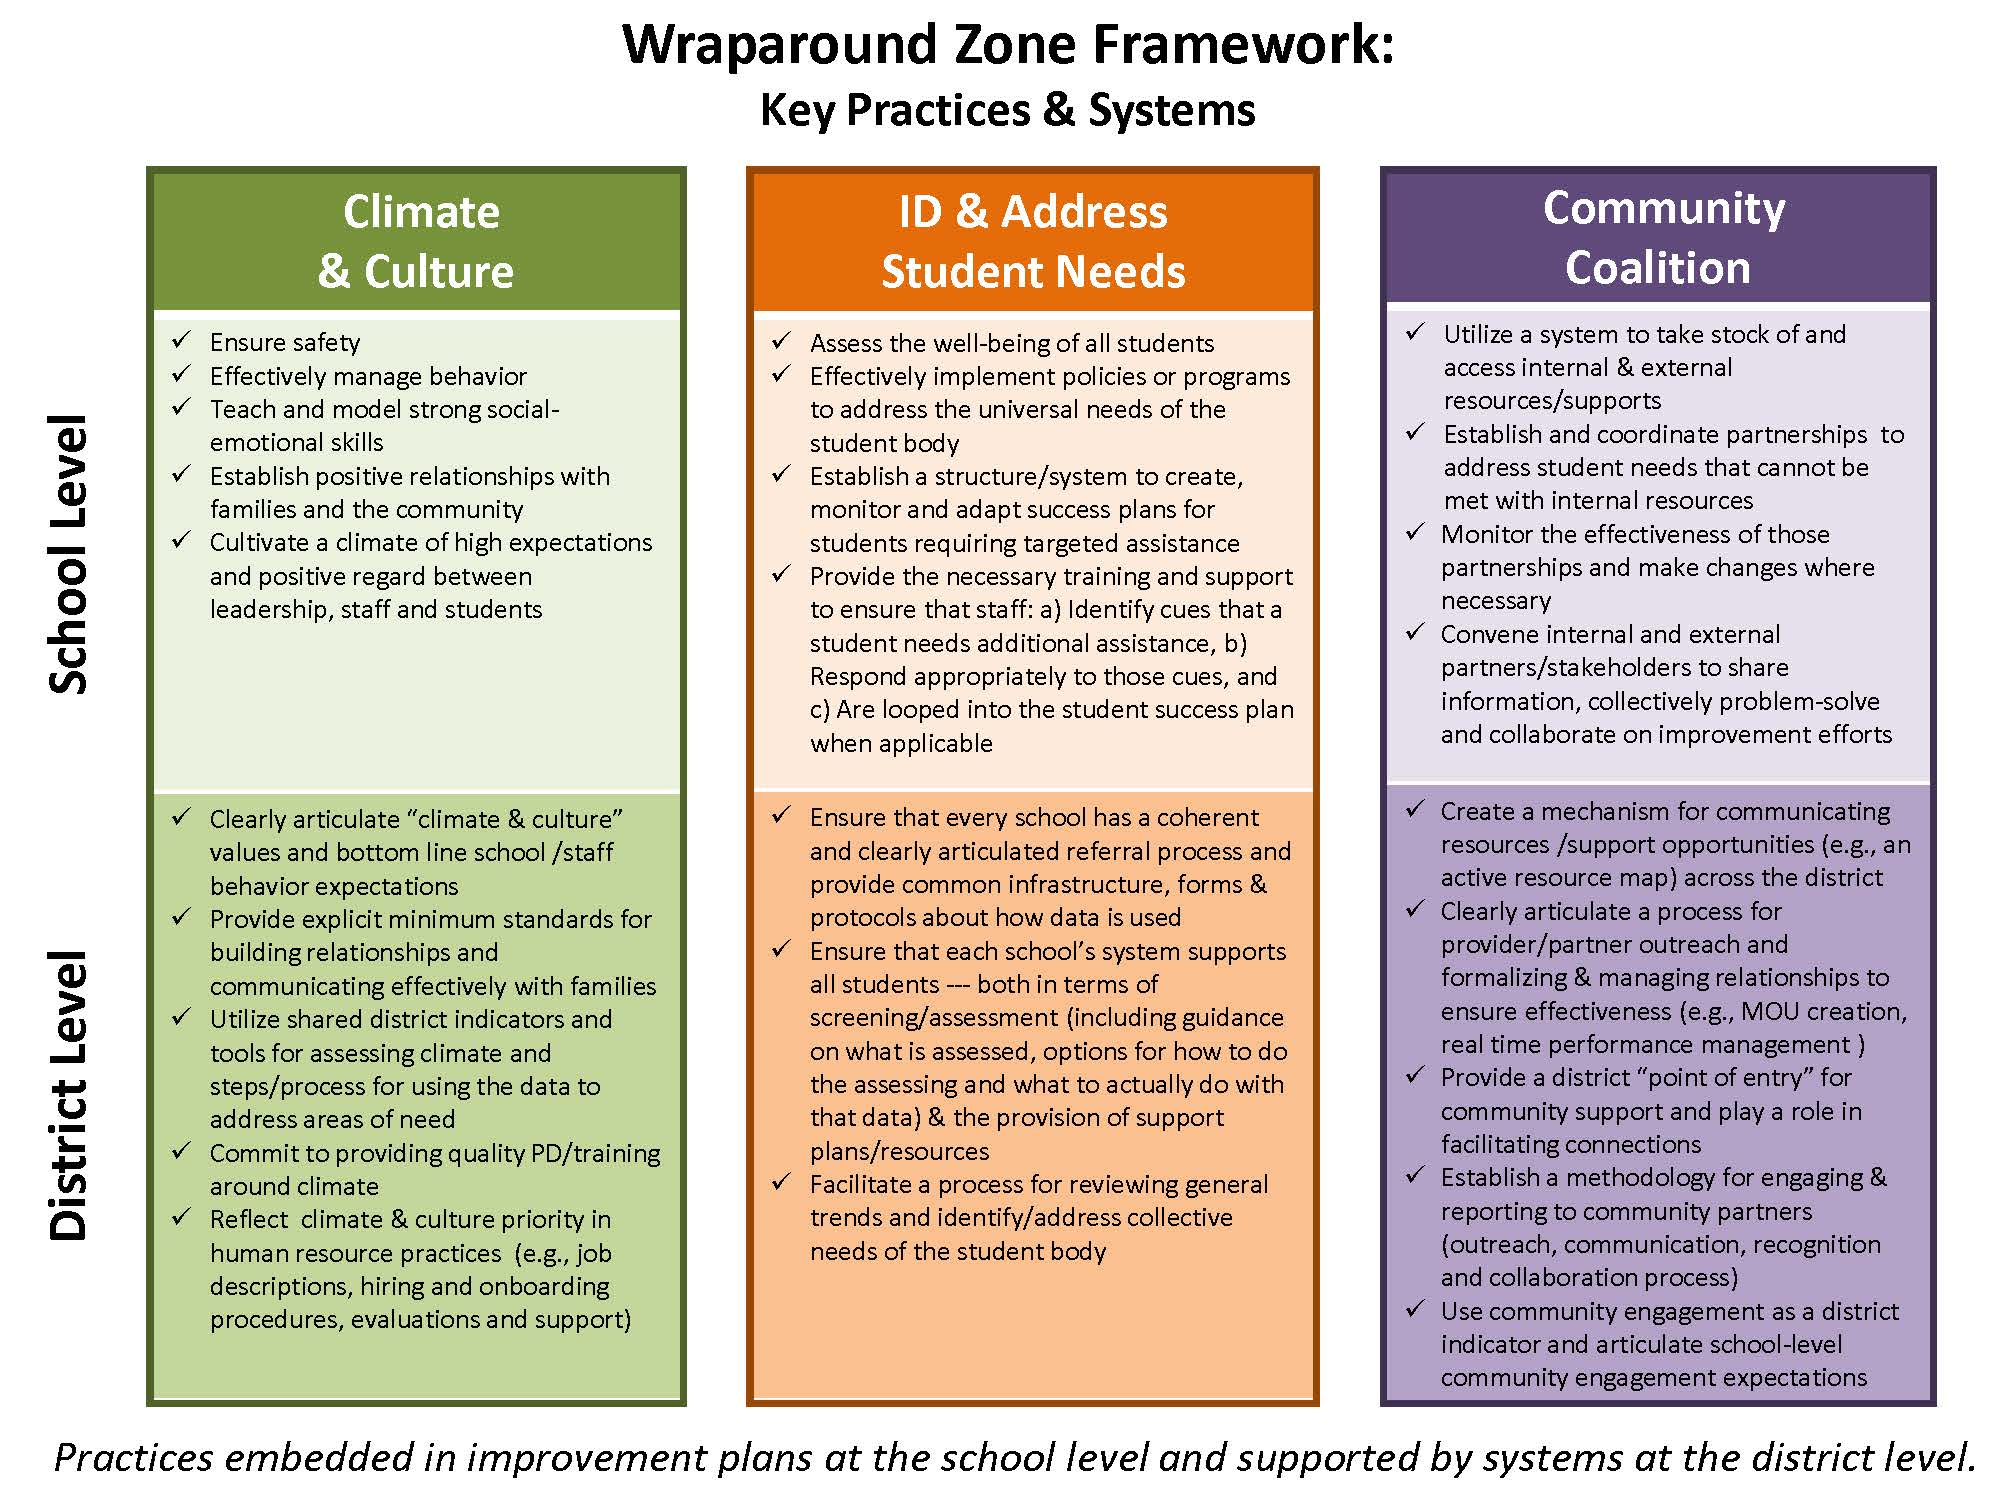 Wraparound Zone Framework:
Key Practices & Systems
Climate
& Culture
School Level
✓ Ensure safety
✓ Effectively manage behavior
✓ Teach and model strong social-
emotional skills
✓ Establish positive relationships with
families and the community
✓ Cultivate a climate of high expectations
and positive regard between
leadership, staff and students
District Level
✓ Clearly articulate “climate & culture”
values and bottom line school /staff
behavior expectations
✓ Provide explicit minimum standards for
building relationships and
communicating effectively with families
✓ Utilize shared district indicators and
tools for assessing climate and
steps/process for using the data to
address areas of need
✓ Commit to providing quality PD/training
around climate
✓ Reflect climate & culture priority in
human resource practices (e.g., job
descriptions, hiring and onboarding
procedures, evaluations and support)
ID & Address
Student Needs
✓ Assess the well-being of all students
✓ Effectively implement policies or programs
to address the universal needs of the
student body
✓ Establish a structure/system to create,
monitor and adapt success plans for
students requiring targeted assistance
✓ Provide the necessary training and support
to ensure that staff: a) Identify cues that a
student needs additional assistance, b)
Respond appropriately to those cues, and
c) Are looped into the student success plan
when applicable
✓ Ensure that every school has a coherent
and clearly articulated referral process and
provide common infrastructure, forms &
protocols about how data is used
✓ Ensure that each school’s system supports
all students --- both in terms of
screening/assessment (including guidance
on what is assessed, options for how to do
the assessing and what to actually do with
that data) & the provision of support
plans/resources
✓ Facilitate a process for reviewing general
trends and identify/address collective
needs of the student body
Community
Coalition
✓ Utilize a system to take stock of and
access internal & external
resources/supports
✓ Establish and coordinate partnerships to
address student needs that cannot be
met with internal resources
✓ Monitor the effectiveness of those
partnerships and make changes where
necessary
✓ Convene internal and external
partners/stakeholders to share
information, collectively problem-solve
and collaborate on improvement efforts
✓ Create a mechanism for communicating
resources /support opportunities (e.g., an
active resource map) across the district
✓ Clearly articulate a process for
provider/partner outreach and
formalizing & managing relationships to
ensure effectiveness (e.g., MOU creation,
real time performance management )
✓ Provide a district “point of entry” for
community support and play a role in
facilitating connections
✓ Establish a methodology for engaging &
reporting to community partners
(outreach, communication, recognition
and collaboration process)
✓ Use community engagement as a district
indicator and articulate school-level
community engagement expectations
Practices embedded in improvement plans at the school level and supported by systems at the district level.